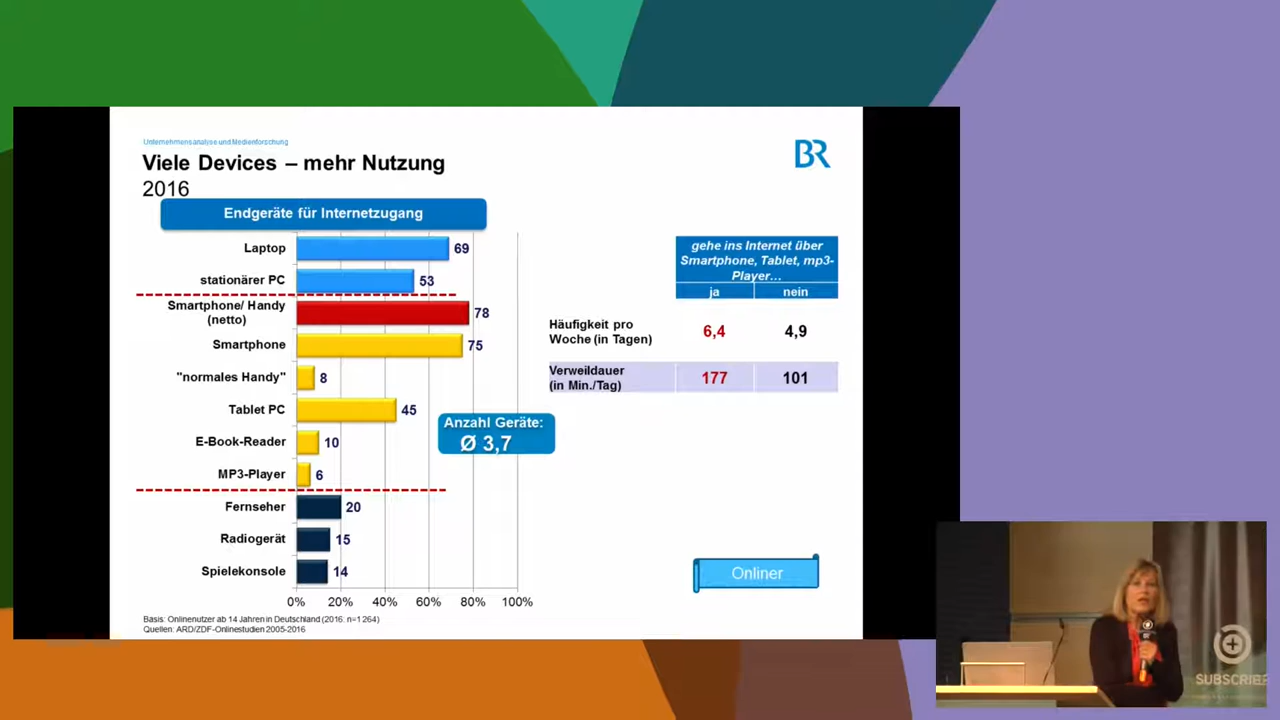 Unternehmensanalyse und Medienforschung
Viele Devices – mehr Nutzung
2016
BR
Endgeräte für Internetzugang
Laptop 69
stationärer PC 53
Smartphone/ Handy
(netto) 78
Smartphone 75
"normales Handy" 8
Tablet PC 45
E-Book-Reader 10
MP3-Player 6
Fernseher 20
Radiogerät 15
Spielekonsole 14
0% 20% 40% 60% 80% 100%
Anzahl Geräte:
Ø 3,7
gehe ins Internet über
Smartphone, Tablet, mp3-
Player…
ja nein
Häufigkeit pro
Woche (in Tagen) 6,4 4,9
Verweildauer
(in Min./Tag) 177 101
Onliner
Basis: Onlinenutzer ab 14 Jahren in Deutschland (2016: n=1264)
Quellen: ARD/ZDF-Onlinestudien 2005-2016
SUBSCRIBE